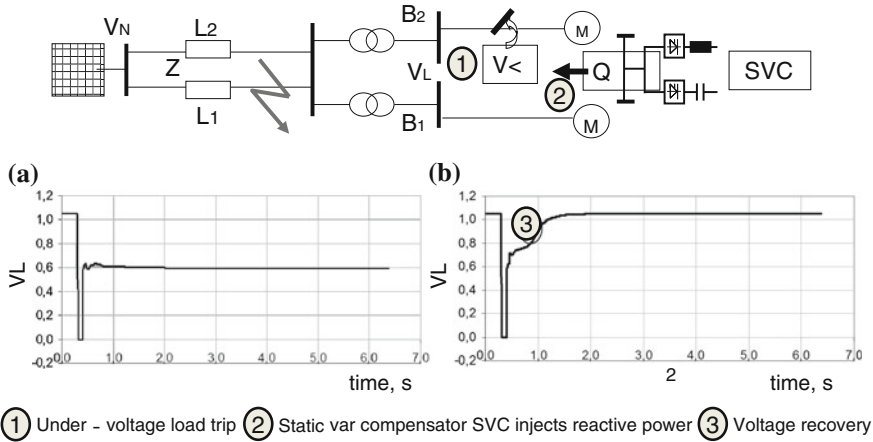 VN L2 B2 M
Z 1 V< VL Q SVC
L1 2
B1 M
(a) (b)
1,2 1,2
1,0 3 1,0
0,8 0,8
VL 0,6 VL 0,6
0,4 0,4
0,2 0,2
0,0 0,0
-0,2 0,0 1,0 2,0 3,0 4,0 5,0 6,0 7,0 -0,2 0,0 1,0 2,0 3,0 4,0 5,0 6,0 7,0
time, s 2 time, s
1 Under - voltage load trip 2 Static var compensator SVC injects reactive power 3 Voltage recovery